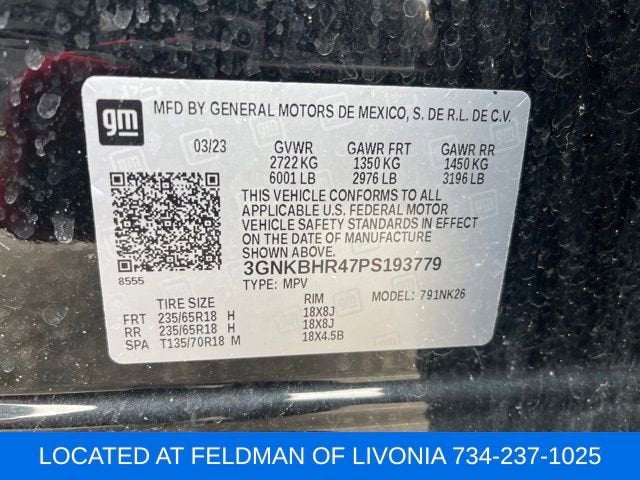 gm
MFD BY GENERAL MOTORS DE MEXICO, S. DE R.L. DE C.V.
03/23 GVWR GAWR FRT GAWR RR
2722 KG 1350 KG 1450 KG
6001 LB 2976 LB 3196 LB
THIS VEHICLE CONFORMS TO ALL
APPLICABLE U.S. FEDERAL MOTOR
VEHICLE SAFETY STANDARDS IN EFFECT
ON THE DATE OF MANUFACTURE
SHOWN ABOVE.
8555 3GNKBHR47PS193779
TYPE: MPV MODEL: 791NK26
TIRE SIZE RIM
FRT 235/65R18 H 18X8J
RR 235/65R18 H 18X8J
SPA T135/70R18 M 18X4.5B
LOCATED AT FELDMAN OF LIVONIA 734-237-1025